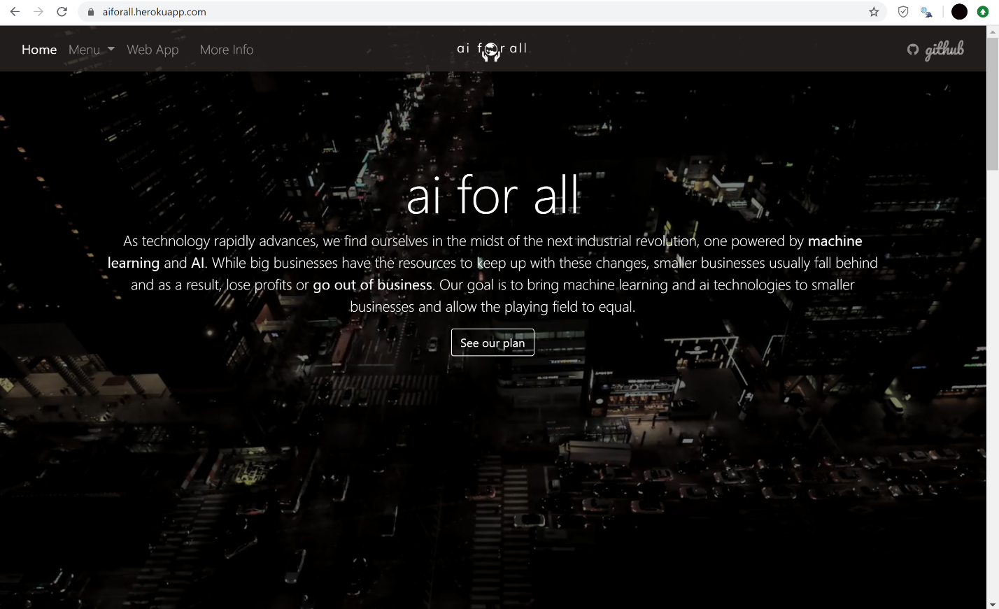 aiforall.herokuapp.com
Home Menu Web App More Info
ai for all
github
ai for all
As technology rapidly advances, we find ourselves in the midst of the next industrial revolution, one powered by machine
learning and AI. While big businesses have the resources to keep up with these changes, smaller businesses usually fall behind
and as a result, lose profits or go out of business. Our goal is to bring machine learning and ai technologies to smaller
businesses and allow the playing field to equal.
See our plan